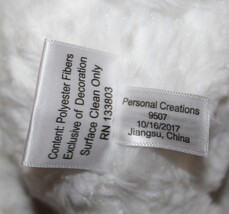 Content: Polyester Fibers
Exclusive of Decoration
Surface Clean Only
RN 133803
Personal Creations
9507
10/16/2017
Jiangsu, China